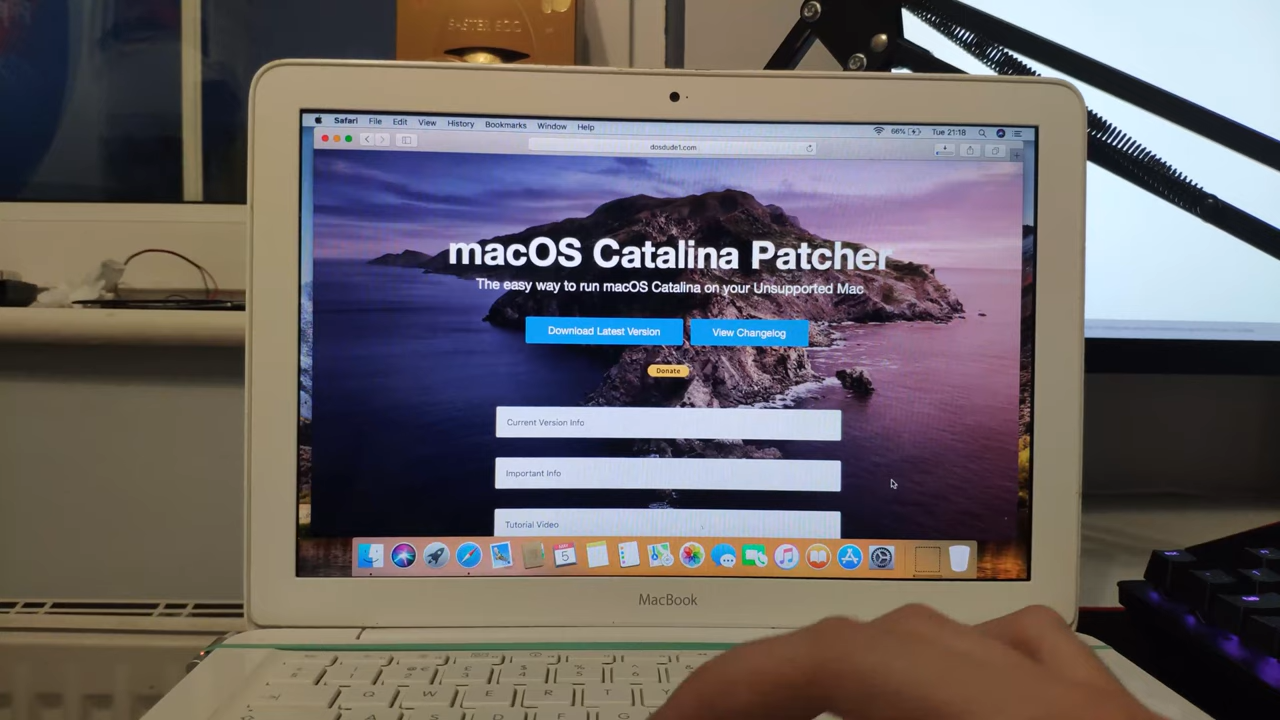 Safari File Edit View History Bookmarks Window Help
66% Tue 21:18
dosdude1.com
macOS Catalina Patcher
The easy way to run macOS Catalina on your Unsupported Mac
Download Latest Version
View Changelog
Donate
Current Version Info
Important Info
Tutorial Video
5
MacBook
Q W E R T Y